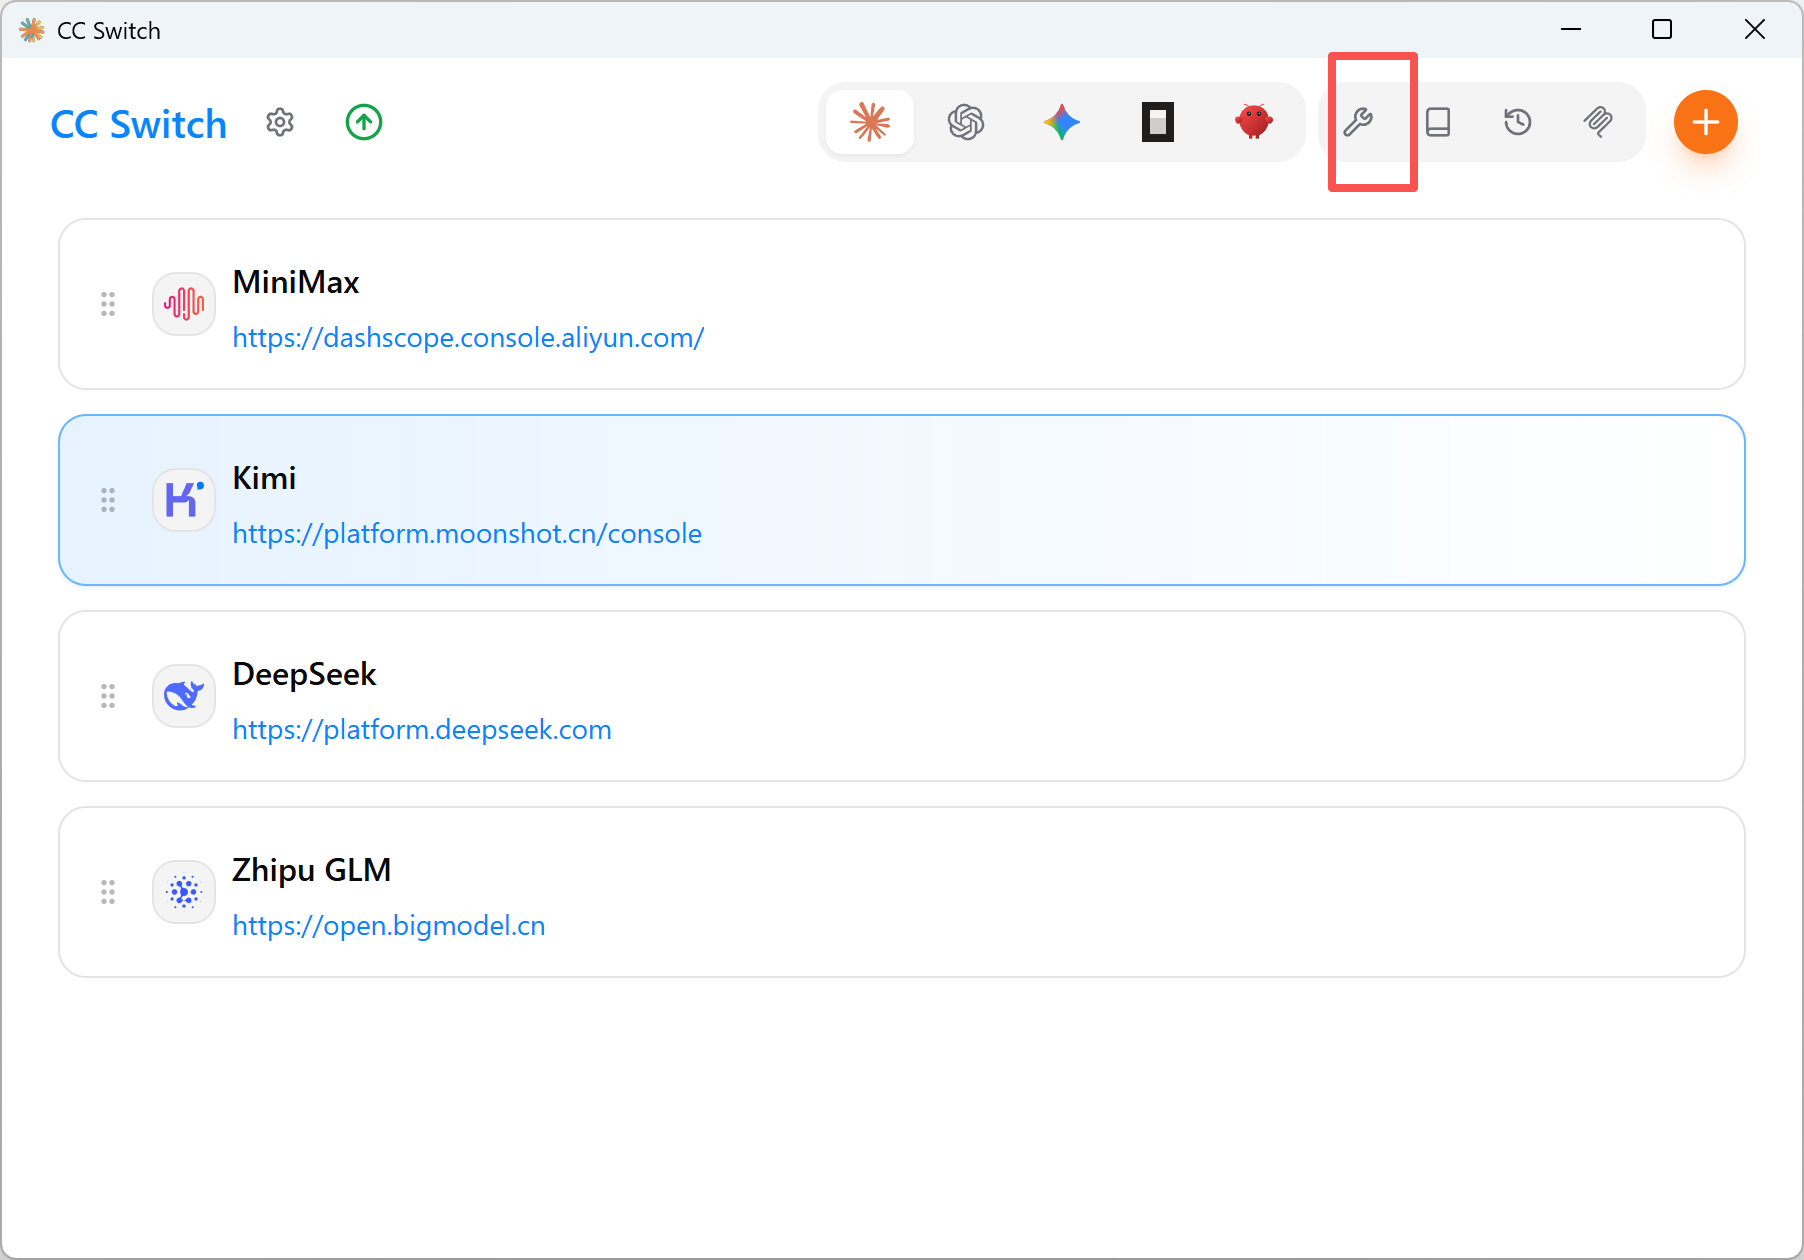 CC Switch
CC Switch
MiniMax
https://dashscope.console.aliyun.com/
Kimi
https://platform.moonshot.cn/console
DeepSeek
https://platform.deepseek.com
Zhipu GLM
https://open.bigmodel.cn